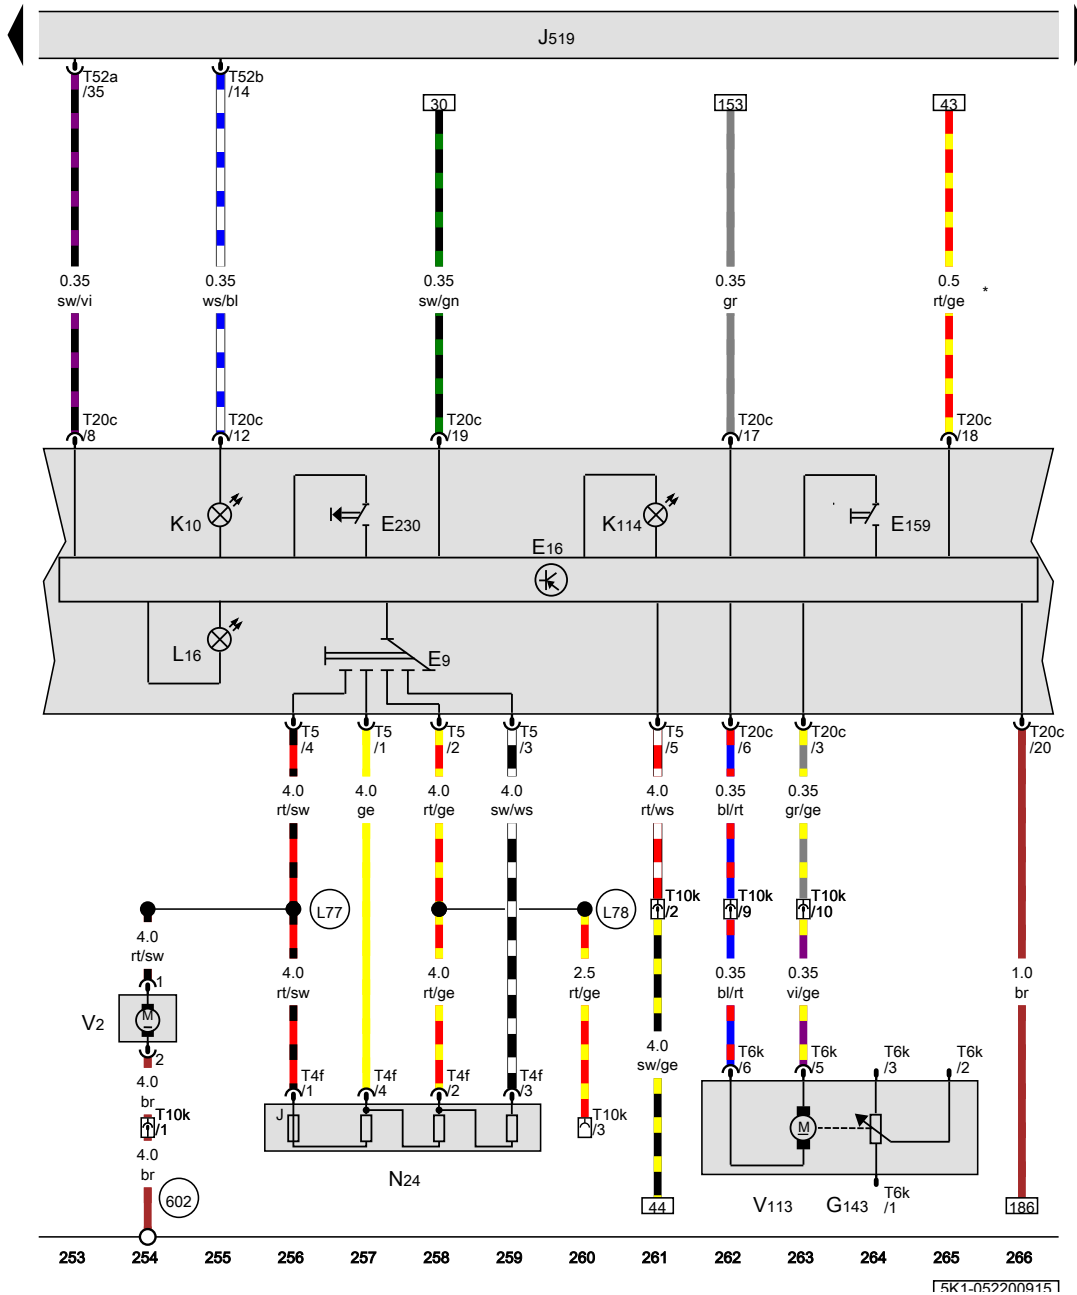 J519
T52a
/35
T52b
/14
30
153
43
0.35
sw/vi
0.35
ws/bl
0.35
sw/gn
0.35
gr
0.5
rt/ge
*
T20c
/8
T20c
/12
T20c
/19
T20c
/17
T20c
/18
K10
E230
K114
E159
E16
L16
E9
T5
/4
T5
/1
T5
/2
T5
/3
T5
/5
T20c
/6
T20c
/3
T20c
/20
4.0
rt/sw
4.0
ge
4.0
rt/ge
4.0
sw/ws
4.0
rt/ws
0.35
bl/rt
0.35
gr/ge
L77
L78
T10k
/2
T10k
/9
T10k
/10
4.0
rt/sw
4.0
rt/sw
4.0
rt/ge
2.5
rt/ge
0.35
bl/rt
0.35
vi/ge
1.0
br
1
V2
M
2
4.0
sw/ge
T6k
/6
T6k
/5
T6k
/3
T6k
/2
4.0
br
T4f
/1
T4f
/4
T4f
/2
T4f
/3
T10k
/1
J
T10k
/3
M
4.0
br
N24
602
44
V113
G143
T6k
/1
186
253 254 256 257 258 259 260 261 262 263 264 265 266
5K1-052200915